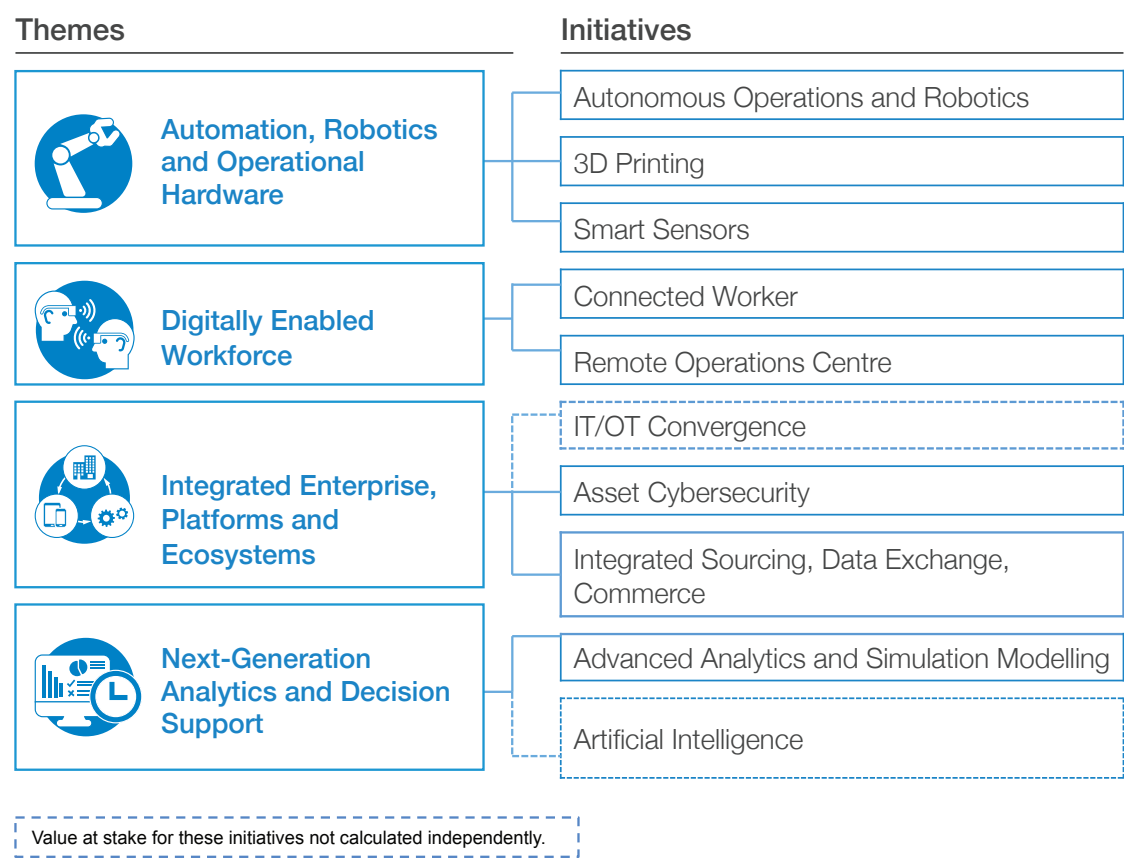 Themes
Initiatives
Automation, Robotics
and Operational
Hardware
Autonomous Operations and Robotics
3D Printing
Smart Sensors
Digitally Enabled
Workforce
Connected Worker
Remote Operations Centre
Integrated Enterprise,
Platforms and
Ecosystems
IT/OT Convergence
Asset Cybersecurity
Integrated Sourcing, Data Exchange,
Commerce
Next-Generation
Analytics and Decision
Support
Advanced Analytics and Simulation Modelling
Artificial Intelligence
Value at stake for these initiatives not calculated independently.